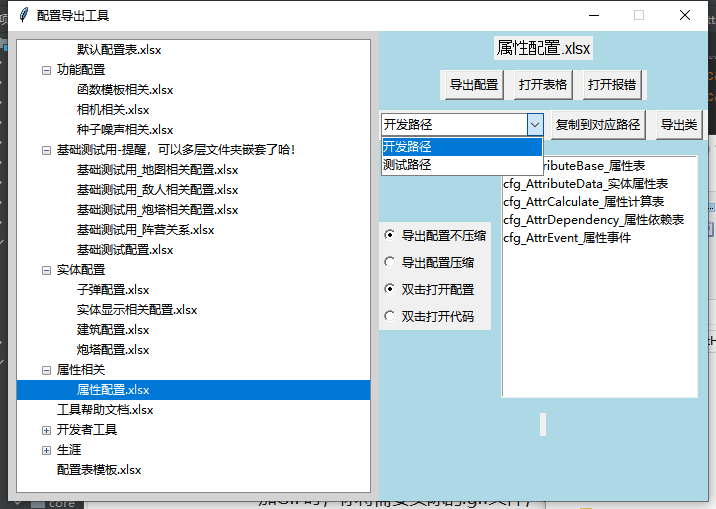 配置导出工具
默认配置表.xlsx
功能配置
函数模板相关.xlsx
相机相关.xlsx
种子噪声相关.xlsx
基础测试用-提醒，可以多层文件夹嵌套了哈!
基础测试用_地图相关配置.xlsx
基础测试用_敌人相关配置.xlsx
基础测试用_炮塔相关配置.xlsx
基础测试用_阵营关系.xlsx
基础测试配置.xlsx
实体配置
子弹配置.xlsx
实体显示相关配置.xlsx
建筑配置.xlsx
炮塔配置.xlsx
属性相关
属性配置.xlsx
工具帮助文档.xlsx
开发者工具
生涯
配置表模板.xlsx
属性配置.xlsx
导出配置 打开表格 打开报错
开发路径 复制到对应路径 导出类
开发路径
测试路径
ttributeBase_属性表
cfg_AttributeData_实体属性表
cfg_AttrCalculate_属性计算表
cfg_AttrDependency_属性依赖表
cfg_AttrEvent_属性事件
导出配置不压缩
导出配置压缩
双击打开配置
双击打开代码
core